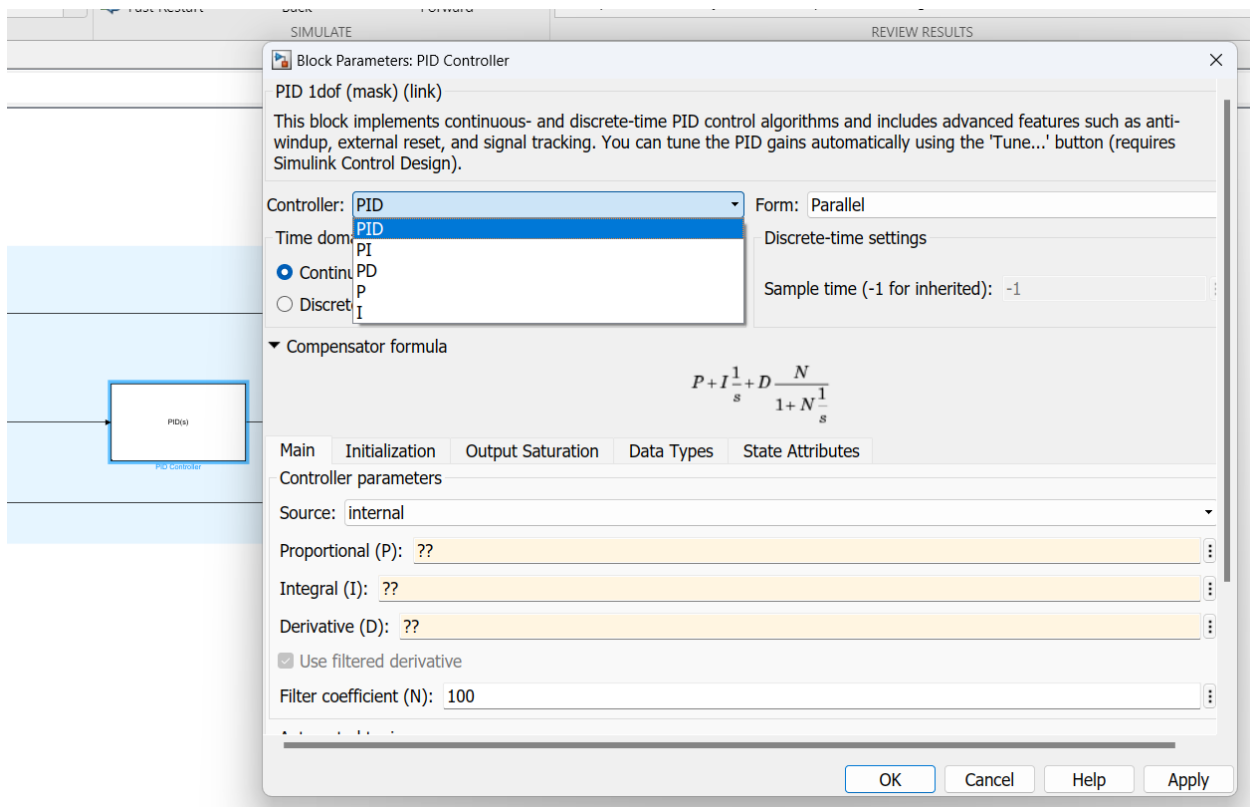 SIMULATE
REVIEW RESULTS
Block Parameters: PID Controller
PID 1dof (mask) (link)
This block implements continuous- and discrete-time PID control algorithms and includes advanced features such as anti-
windup, external reset, and signal tracking. You can tune the PID gains automatically using the 'Tune...' button (requires
Simulink Control Design).
Controller: PID
Form: Parallel
PID
PI
PD
P
I
Time dom
Continu
Discret
Discrete-time settings
Sample time (-1 for inherited): -1
Compensator formula
P + I 1/s + D N/(1 + N 1/s)
PID(s)
PID Controller
Main Initialization Output Saturation Data Types State Attributes
Controller parameters
Source: internal
Proportional (P): ??
Integral (I): ??
Derivative (D): ??
Use filtered derivative
Filter coefficient (N): 100
OK Cancel Help Apply